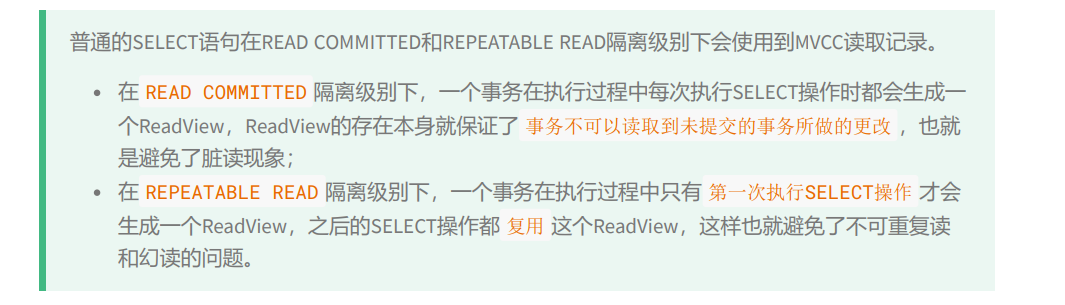 普通的SELECT语句在READ COMMITTED和REPEATABLE READ隔离级别下会使用到MVCC读取记录。
在 READ COMMITTED 隔离级别下，一个事务在执行过程中每次执行SELECT操作时都会生成一
个ReadView，ReadView的存在本身就保证了 事务不可以读取到未提交的事务所做的更改 ，也就
是避免了脏读现象；
在 REPEATABLE READ 隔离级别下，一个事务在执行过程中只有 第一次执行SELECT操作 才会
生成一个ReadView，之后的SELECT操作都 复用 这个ReadView，这样也就避免了不可重复读
和幻读的问题。